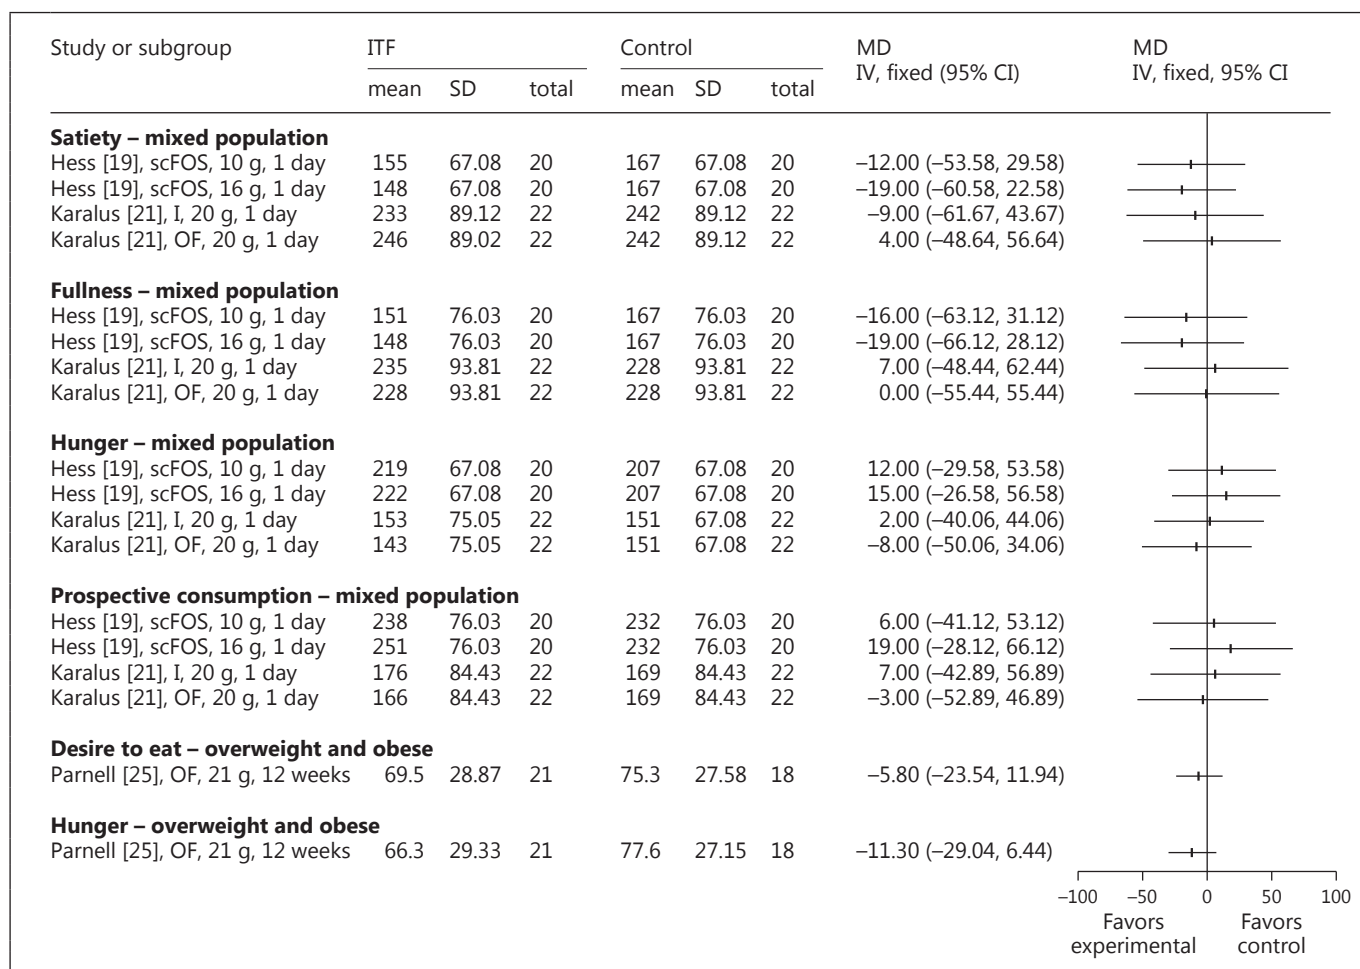 Study or subgroup ITF Control MD MD
IV, fixed (95% CI) IV, fixed, 95% CI
mean SD total mean SD total
Satiety – mixed population
Hess [19], scFOS, 10 g, 1 day 155 67.08 20 167 67.08 20 –12.00 (–53.58, 29.58)
Hess [19], scFOS, 16 g, 1 day 148 67.08 20 167 67.08 20 –19.00 (–60.58, 22.58)
Karalus [21], I, 20 g, 1 day 233 89.12 22 242 89.12 22 –9.00 (–61.67, 43.67)
Karalus [21], OF, 20 g, 1 day 246 89.02 22 242 89.12 22 4.00 (–48.64, 56.64)
Fullness – mixed population
Hess [19], scFOS, 10 g, 1 day 151 76.03 20 167 76.03 20 –16.00 (–63.12, 31.12)
Hess [19], scFOS, 16 g, 1 day 148 76.03 20 167 76.03 20 –19.00 (–66.12, 28.12)
Karalus [21], I, 20 g, 1 day 235 93.81 22 228 93.81 22 7.00 (–48.44, 62.44)
Karalus [21], OF, 20 g, 1 day 228 93.81 22 228 93.81 22 0.00 (–55.44, 55.44)
Hunger – mixed population
Hess [19], scFOS, 10 g, 1 day 219 67.08 20 207 67.08 20 12.00 (–29.58, 53.58)
Hess [19], scFOS, 16 g, 1 day 222 67.08 20 207 67.08 20 15.00 (–26.58, 56.58)
Karalus [21], I, 20 g, 1 day 153 75.05 22 151 67.08 22 2.00 (–40.06, 44.06)
Karalus [21], OF, 20 g, 1 day 143 75.05 22 151 67.08 22 –8.00 (–50.06, 34.06)
Prospective consumption – mixed population
Hess [19], scFOS, 10 g, 1 day 238 76.03 20 232 76.03 20 6.00 (–41.12, 53.12)
Hess [19], scFOS, 16 g, 1 day 251 76.03 20 232 76.03 20 19.00 (–28.12, 66.12)
Karalus [21], I, 20 g, 1 day 176 84.43 22 169 84.43 22 7.00 (–42.89, 56.89)
Karalus [21], OF, 20 g, 1 day 166 84.43 22 169 84.43 22 –3.00 (–52.89, 46.89)
Desire to eat – overweight and obese
Parnell [25], OF, 21 g, 12 weeks 69.5 28.87 21 75.3 27.58 18 –5.80 (–23.54, 11.94)
Hunger – overweight and obese
Parnell [25], OF, 21 g, 12 weeks 66.3 29.33 21 77.6 27.15 18 –11.30 (–29.04, 6.44)
–100 –50 0 50 100
Favors Favors
experimental control